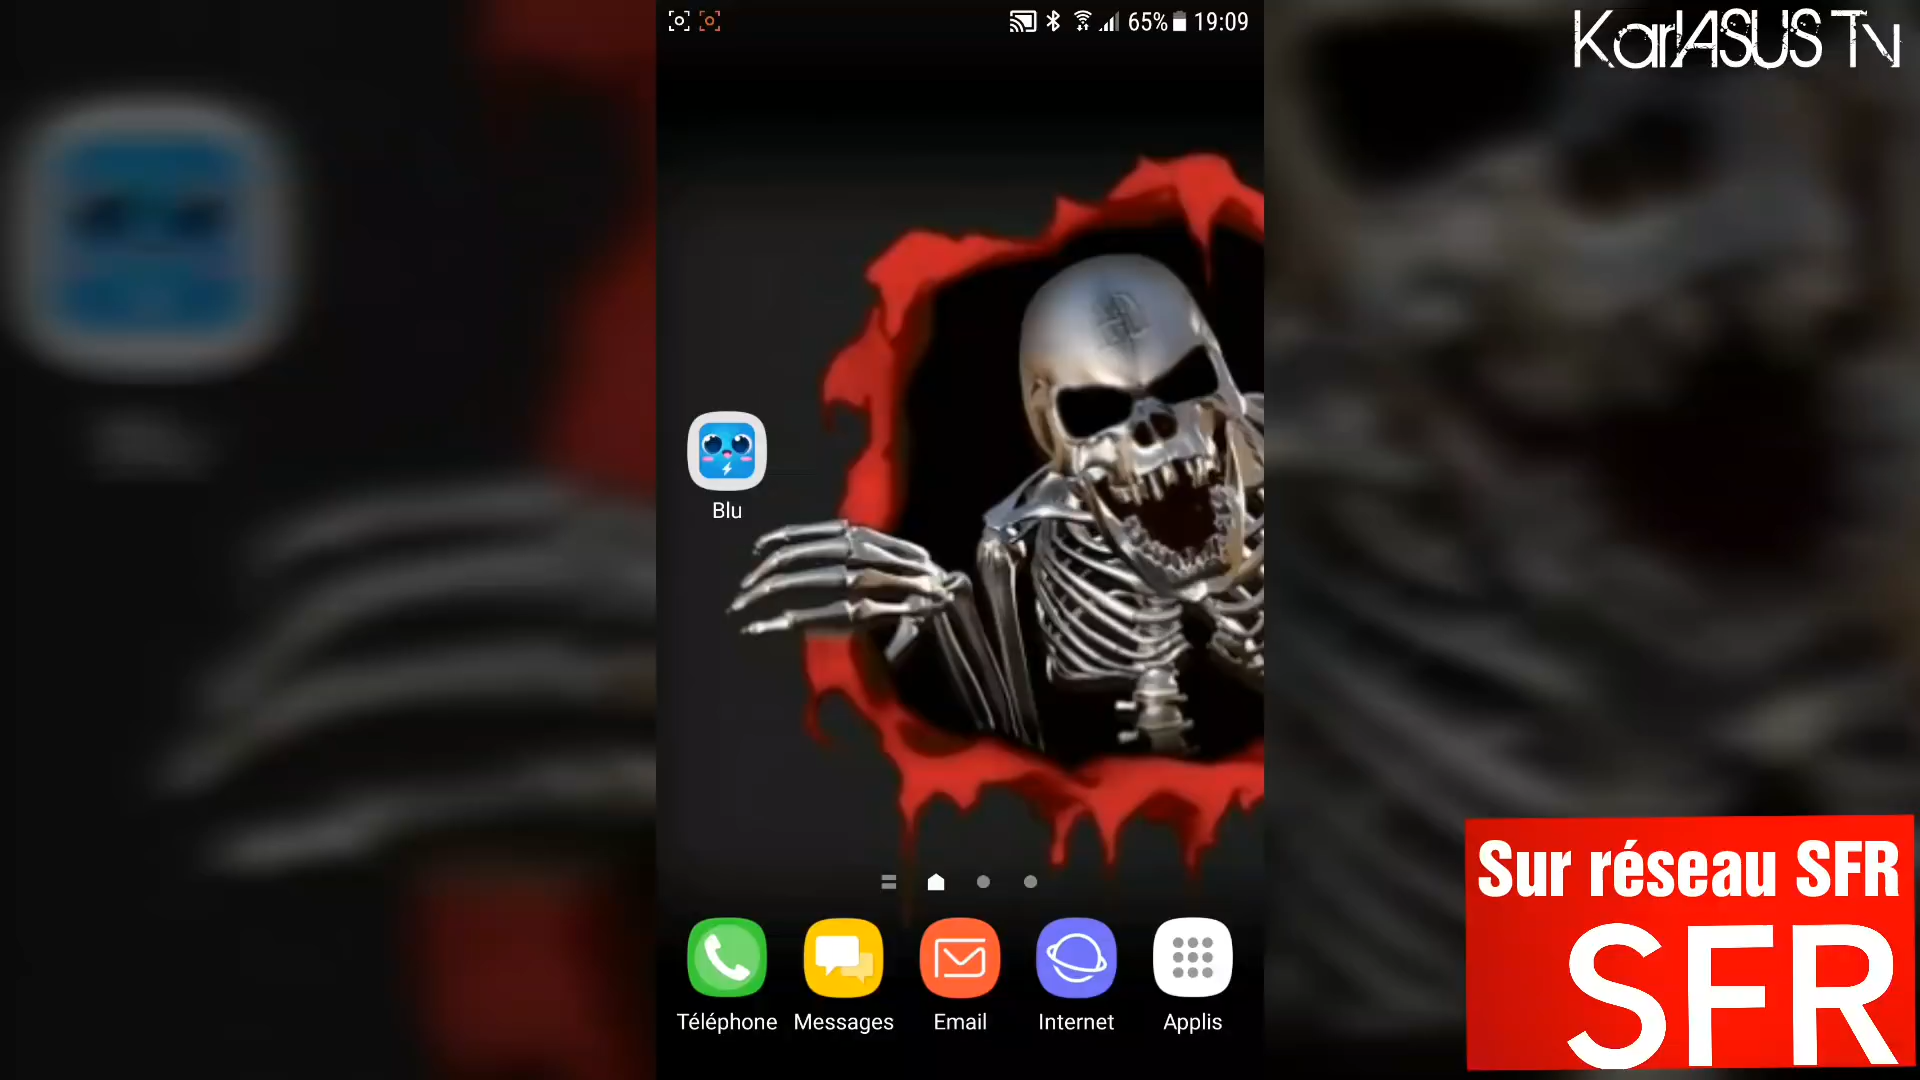 65% 19:09
KarlASUS Tv
Blu
Téléphone Messages Email Internet Applis
Sur réseau SFR
SFR